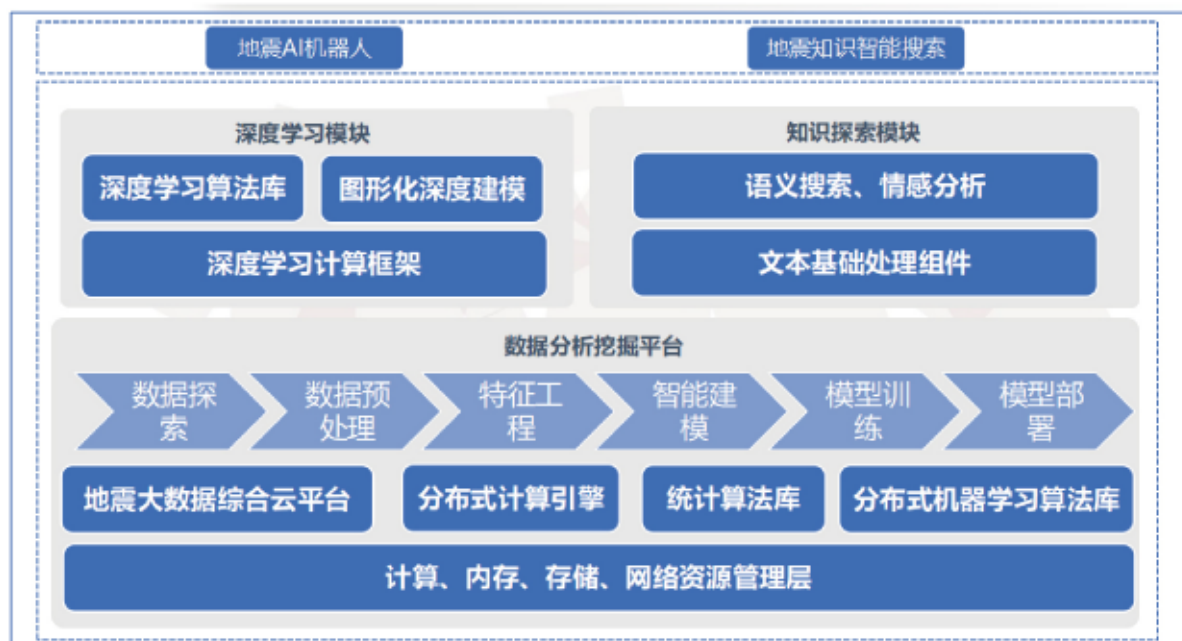 地震AI机器人
地震知识智能搜索
深度学习模块
深度学习算法库
图形化深度建模
深度学习计算框架
知识探索模块
语义搜索、情感分析
文本基础处理组件
数据分析挖掘平台
数据探
索
数据预
处理
特征工
程
智能建
模
模型训
练
模型部
署
地震大数据综合云平台
分布式计算引擎
统计算法库
分布式机器学习算法库
计算、内存、存储、网络资源管理层